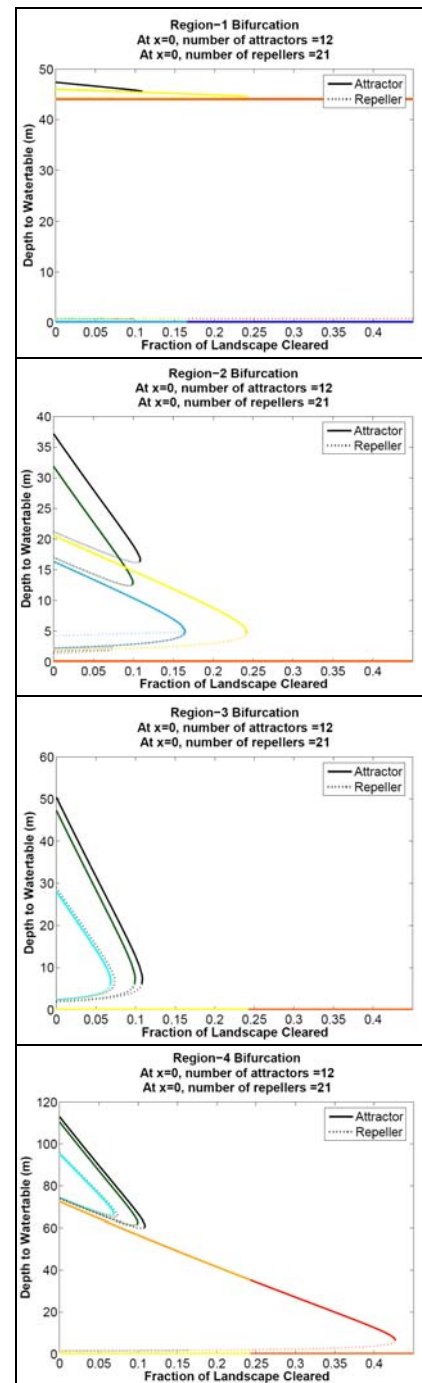 Region-1 Bifurcation
At x=0, number of attractors =12
At x=0, number of repellers =21
50
40
30
20
10
0
Depth to Watertable (m)
Attractor
Repeller
0 0.05 0.1 0.15 0.2 0.25 0.3 0.35 0.4
Fraction of Landscape Cleared
Region-2 Bifurcation
At x=0, number of attractors =12
At x=0, number of repellers =21
40
35
30
25
20
15
10
5
0
Depth to Watertable (m)
Attractor
Repeller
0 0.05 0.1 0.15 0.2 0.25 0.3 0.35 0.4
Fraction of Landscape Cleared
Region-3 Bifurcation
At x=0, number of attractors =12
At x=0, number of repellers =21
60
50
40
30
20
10
0
Depth to Watertable (m)
Attractor
Repeller
0 0.05 0.1 0.15 0.2 0.25 0.3 0.35 0.4
Fraction of Landscape Cleared
Region-4 Bifurcation
At x=0, number of attractors =12
At x=0, number of repellers =21
120
100
80
60
40
20
0
Depth to Watertable (m)
Attractor
Repeller
0 0.05 0.1 0.15 0.2 0.25 0.3 0.35 0.4
Fraction of Landscape Cleared